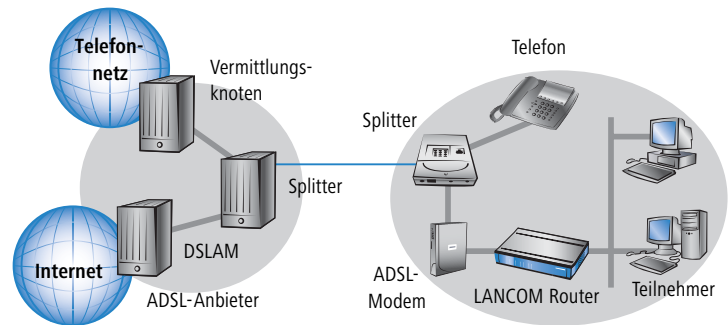 Telefon-
netz
Vermittlungs-
knoten
Splitter
DSLAM
Internet
ADSL-Anbieter
Telefon
Splitter
ADSL-
Modem
LANCOM Router
Teilnehmer